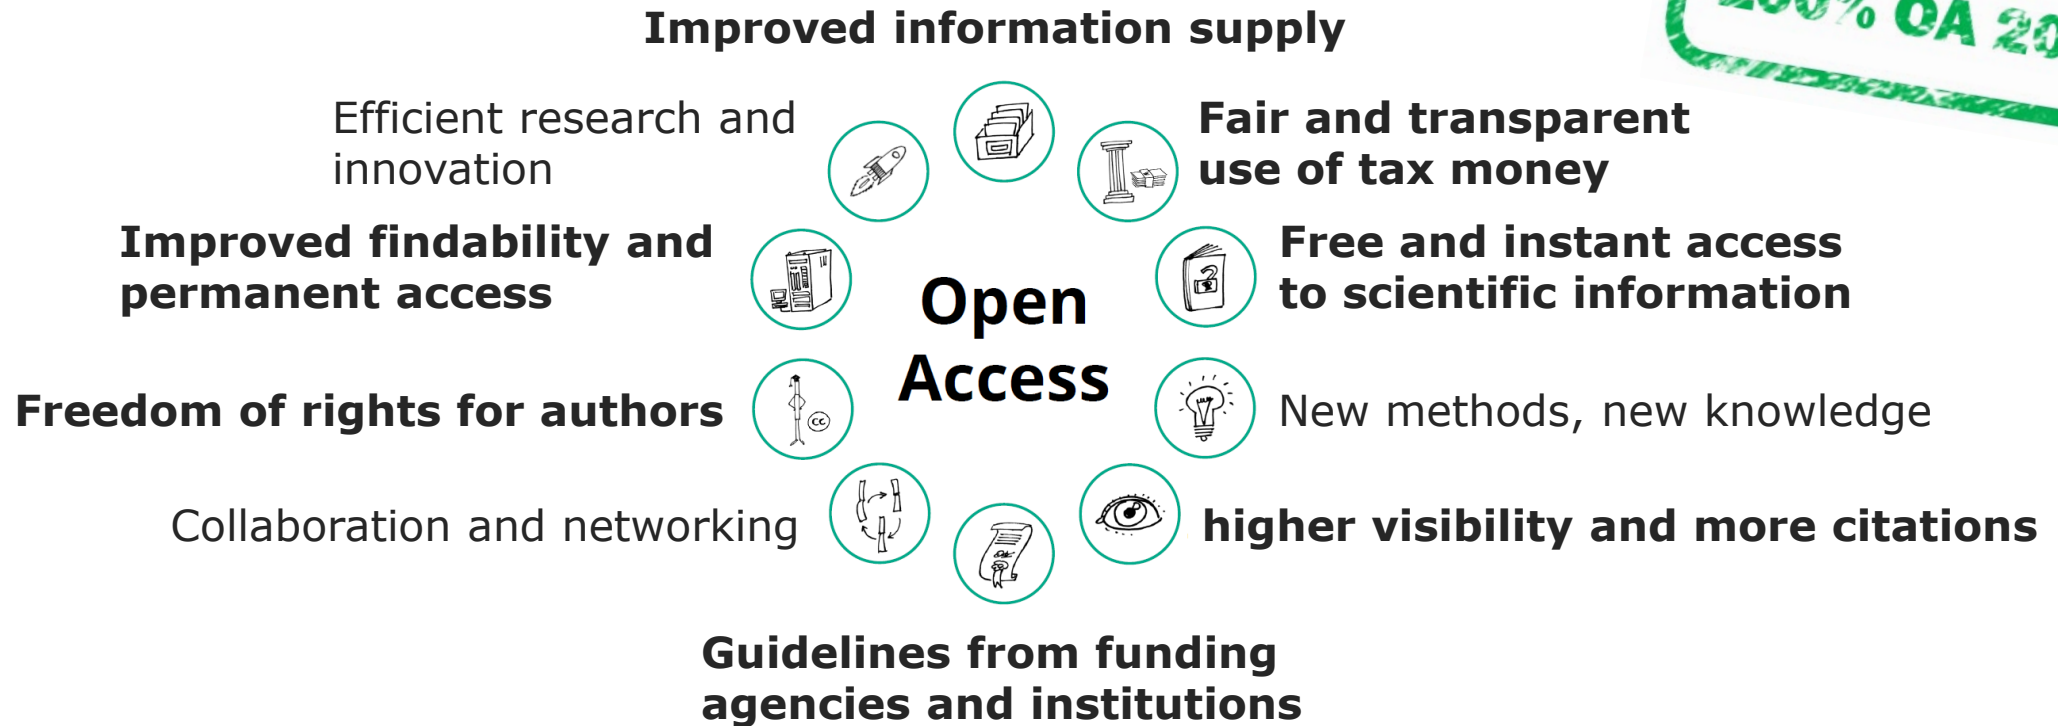 Improved information supply
OA
Efficient research and
innovation
Fair and transparent
use of tax money
Improved findability and
permanent access
Free and instant access
to scientific information
Open
Access
Freedom of rights for authors
cc
New methods, new knowledge
Collaboration and networking
higher visibility and more citations
Guidelines from funding
agencies and institutions